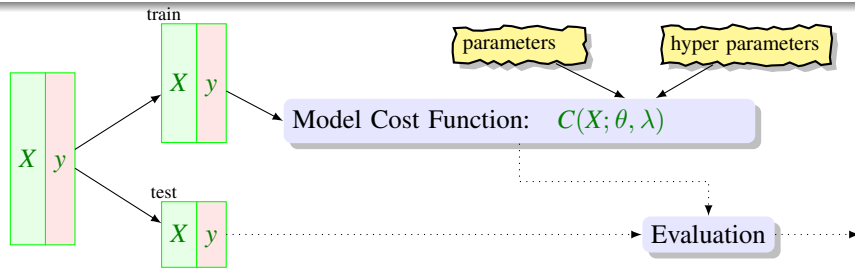 train
parameters
hyper parameters
X y
Model Cost Function: C(X; θ, λ)
X y
test
X y
Evaluation